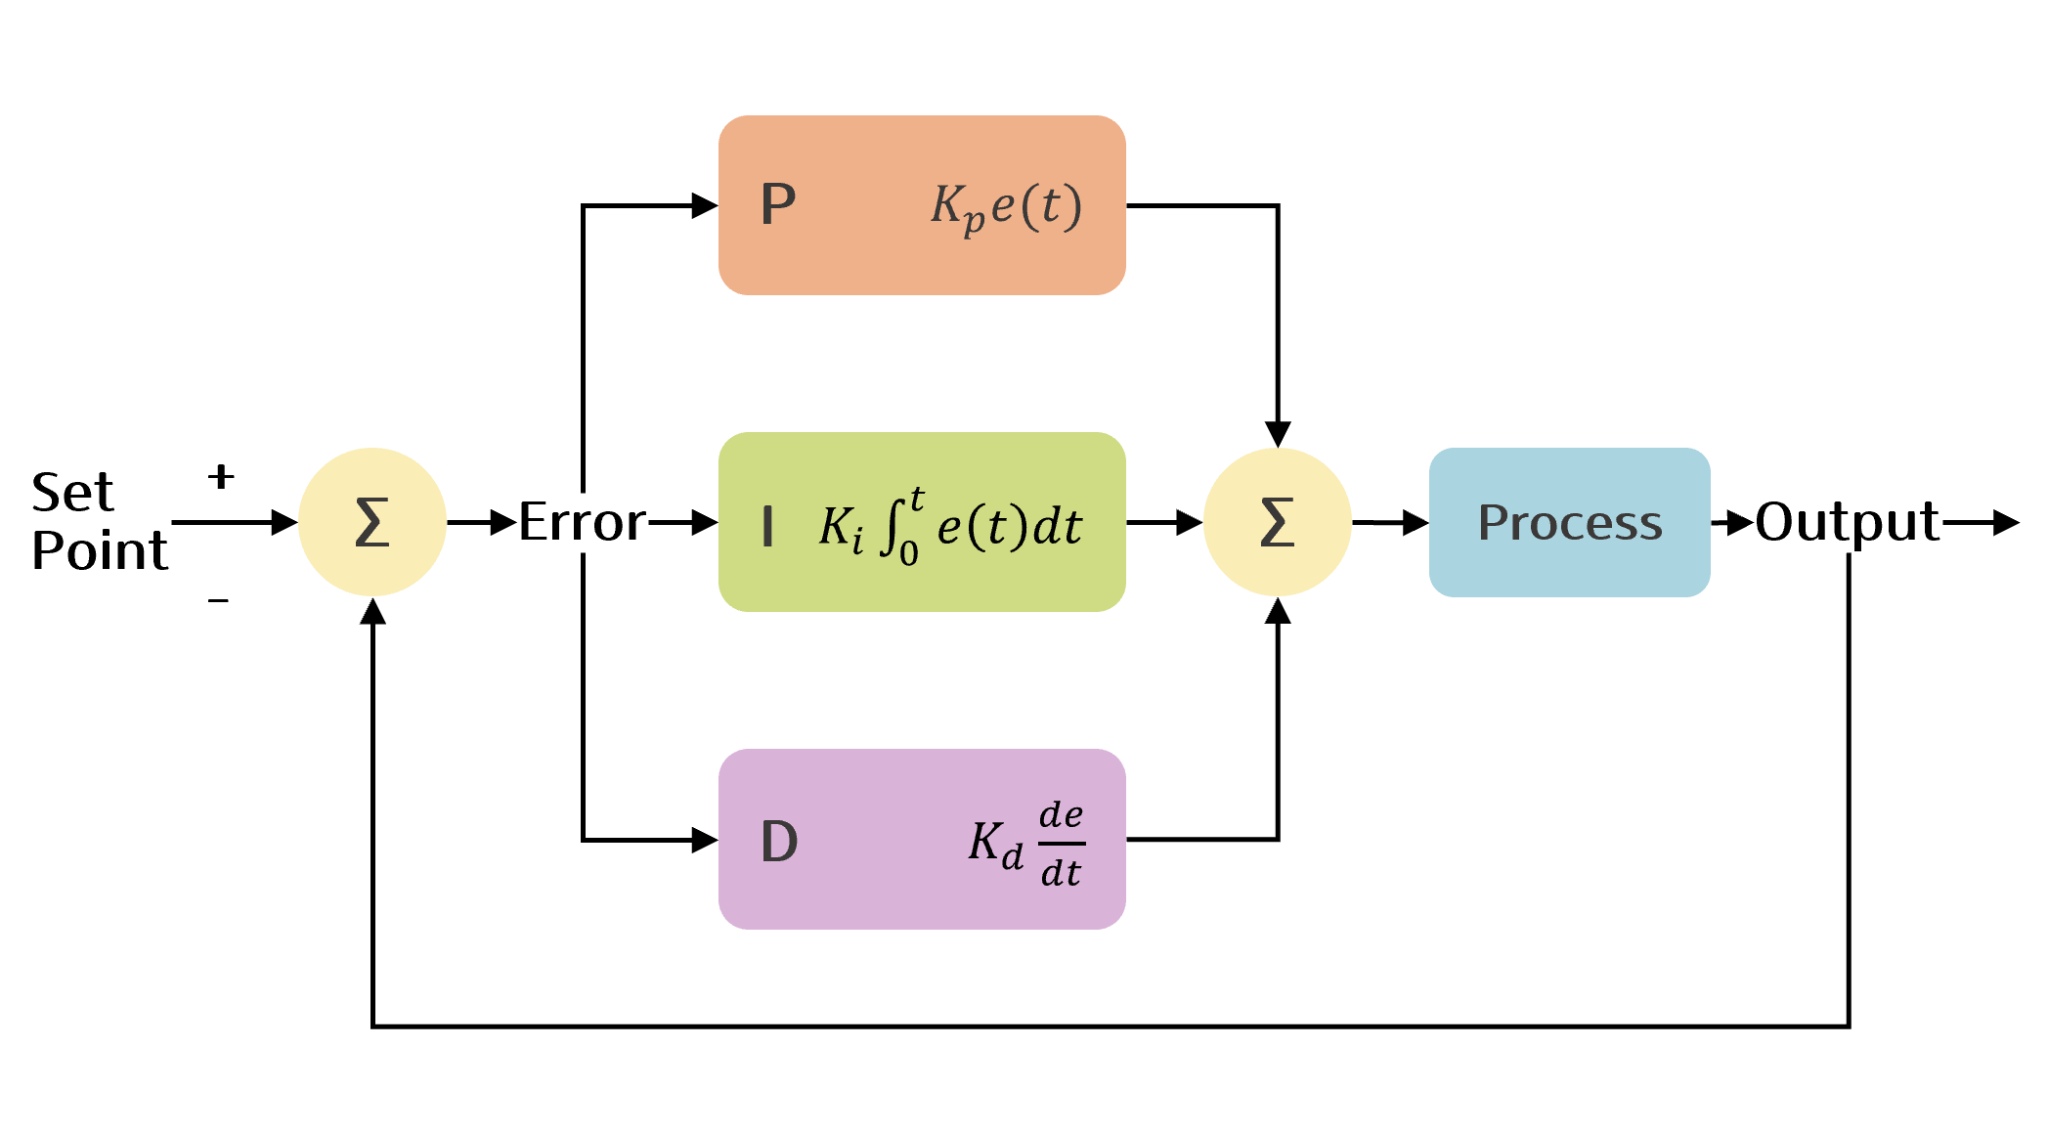 Set
Point
+
−
Σ
Error
P K_p e(t)
I K_i ∫_0^t e(t)dt
D K_d de/dt
Σ
Process
Output